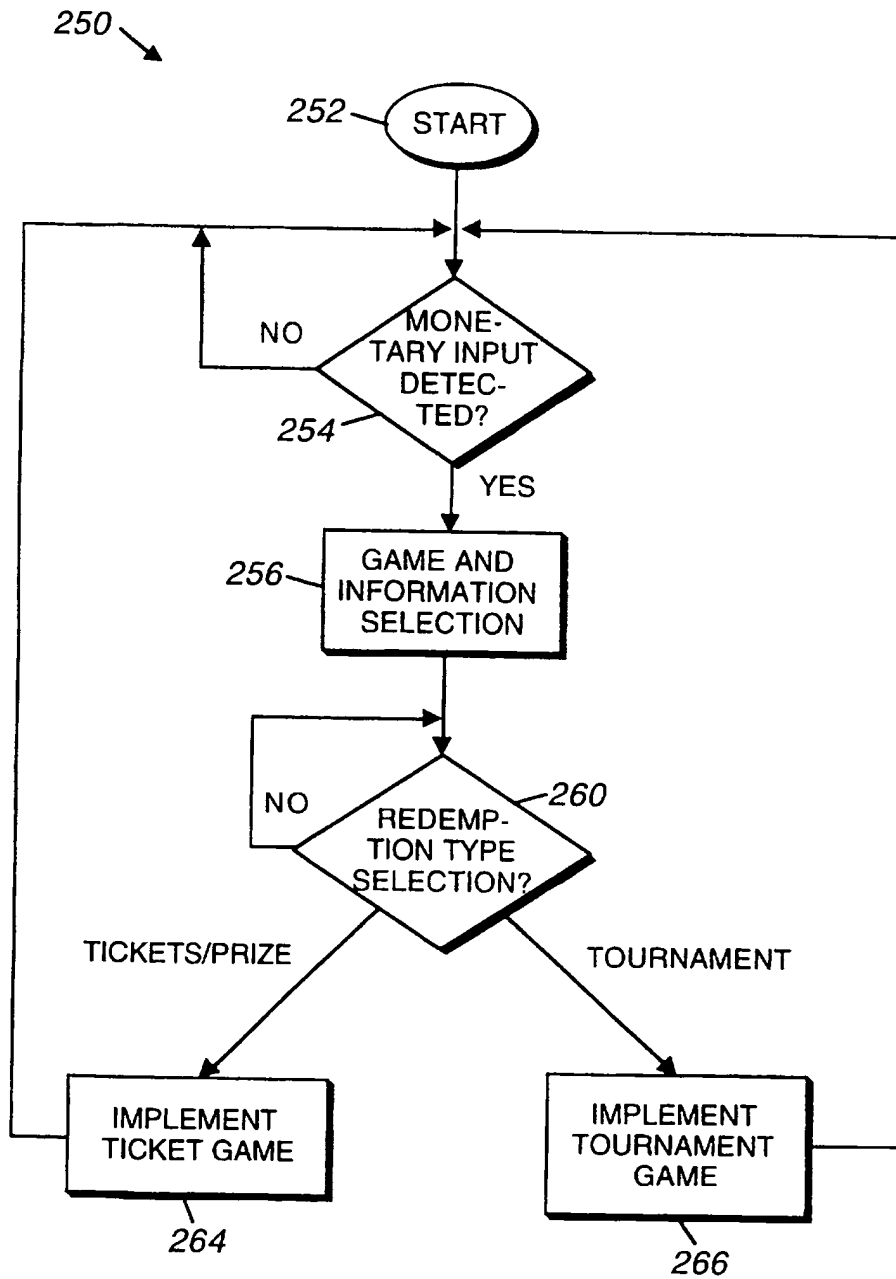 250
252
START
NO
MONE-
TARY INPUT
DETEC-
TED?
254
YES
256
GAME AND
INFORMATION
SELECTION
NO
260
REDEMP-
TION TYPE
SELECTION?
TICKETS/PRIZE
TOURNAMENT
IMPLEMENT
TICKET GAME
264
IMPLEMENT
TOURNAMENT
GAME
266